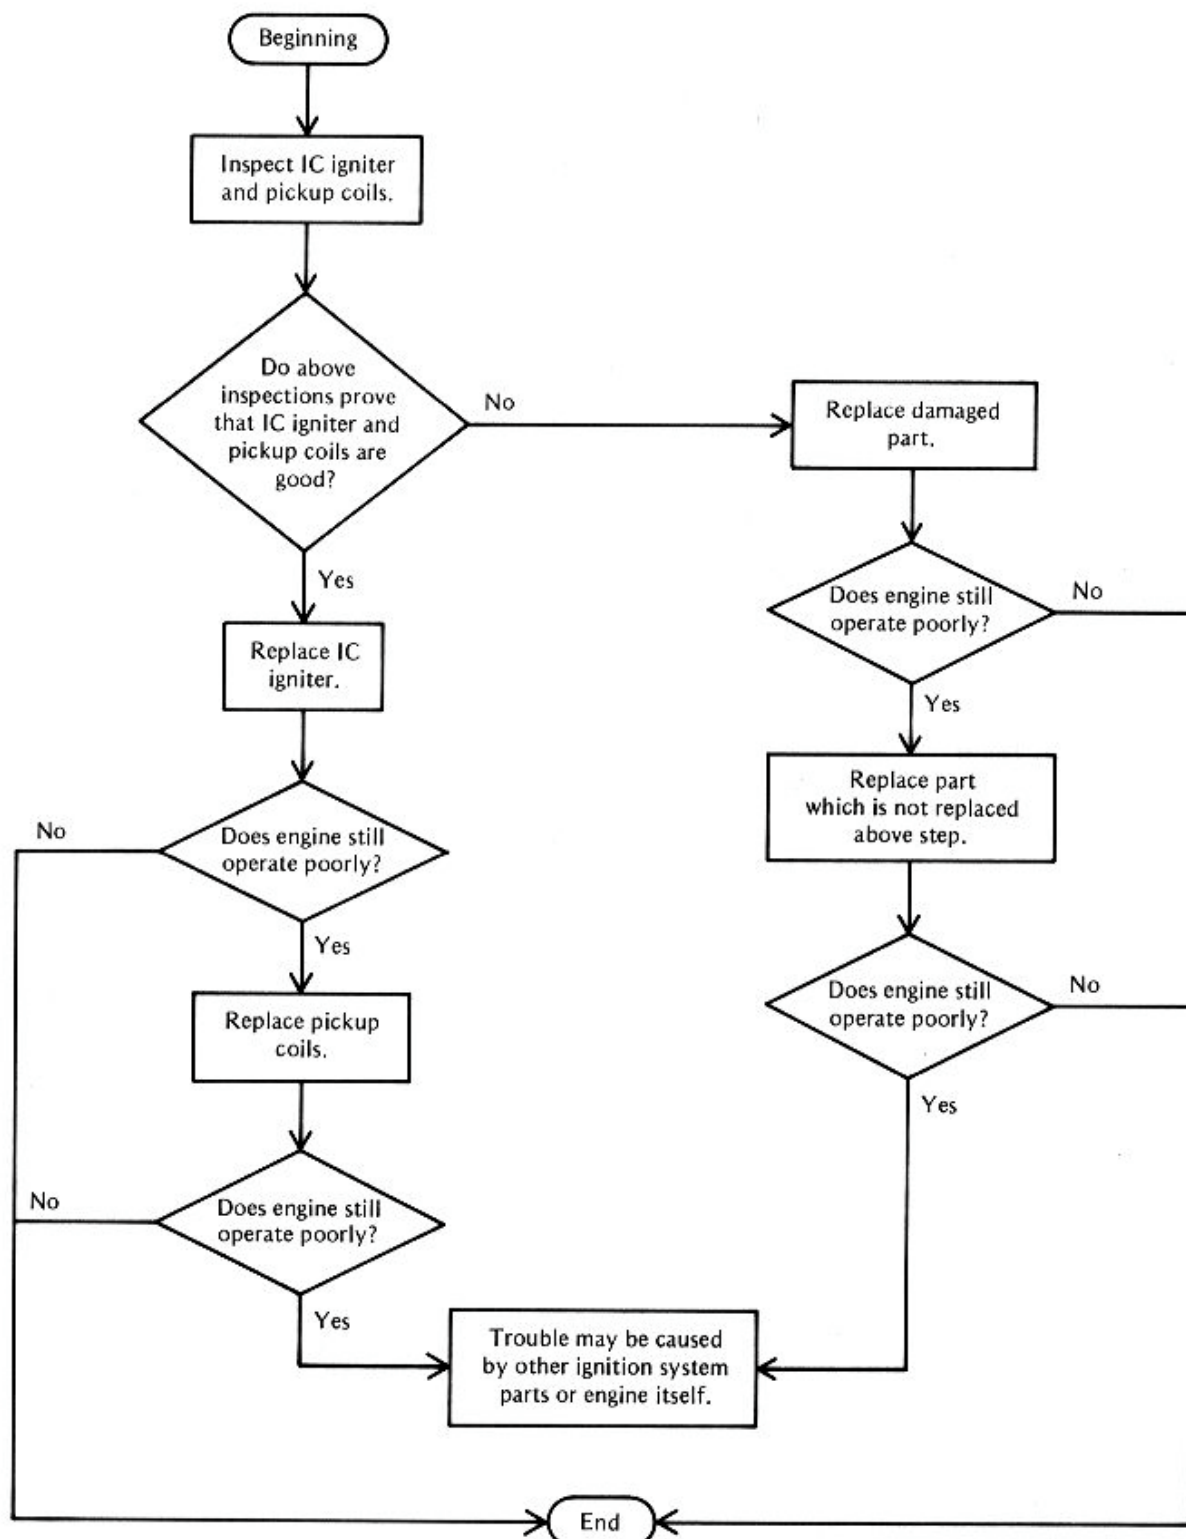 Beginning
Inspect IC igniter
and pickup coils.
Do above
inspections prove
that IC igniter and
pickup coils are
good?
No
Replace damaged
part.
Yes
Does engine still
operate poorly?
No
Replace IC
igniter.
Yes
Replace part
which is not replaced
above step.
Does engine still
operate poorly?
No
Yes
Does engine still
operate poorly?
No
Replace pickup
coils.
Yes
Does engine still
operate poorly?
No
Yes
Trouble may be caused
by other ignition system
parts or engine itself.
End